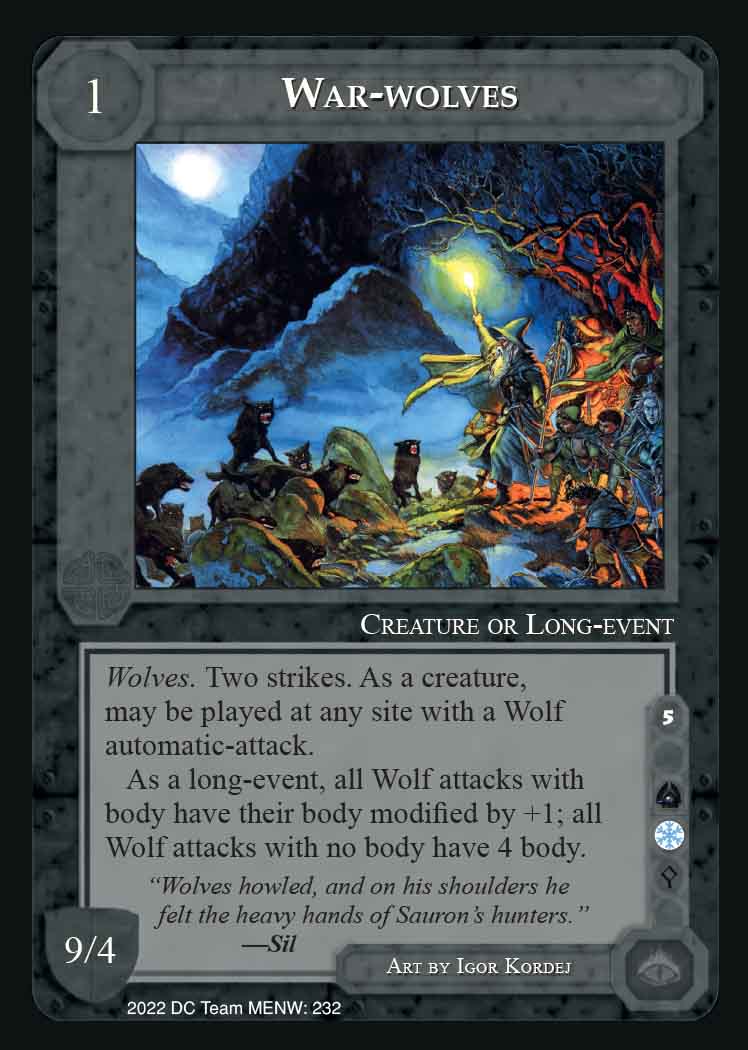 1
War-wolves
Creature or Long-event
Wolves. Two strikes. As a creature,
may be played at any site with a Wolf
automatic-attack.
As a long-event, all Wolf attacks with
body have their body modified by +1; all
Wolf attacks with no body have 4 body.
“Wolves howled, and on his shoulders he
felt the heavy hands of Sauron’s hunters.”
—Sil
5
9/4
Art by Igor Kordej
2022 DC Team MENW: 232